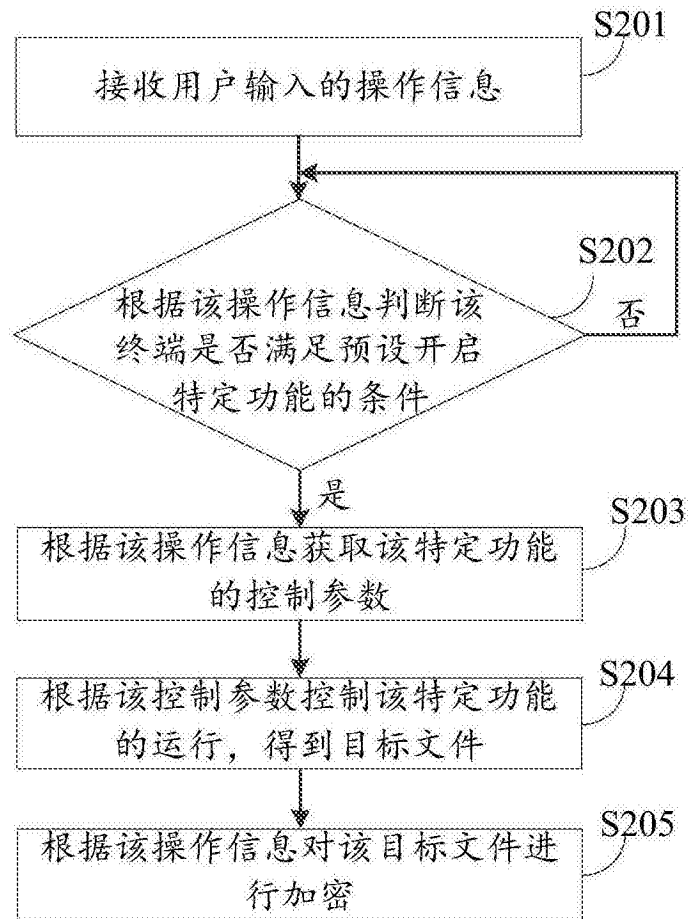 S201
接收用户输入的操作信息
S202
根据该操作信息判断该
终端是否满足预设开启
特定功能的条件
否
是
S203
根据该操作信息获取该特定功能
的控制参数
S204
根据该控制参数控制该特定功能
的运行，得到目标文件
S205
根据该操作信息对该目标文件进
行加密